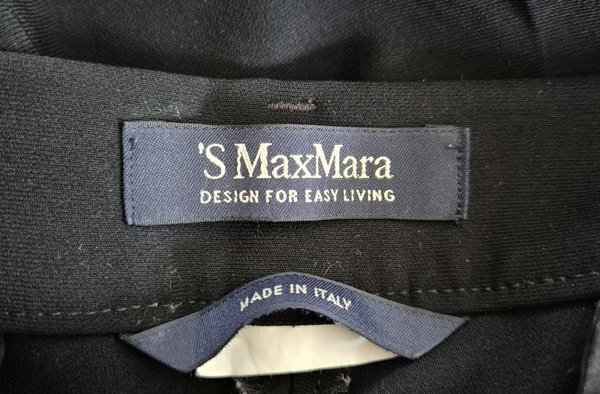 'S MaxMara
DESIGN FOR EASY LIVING
MADE IN ITALY